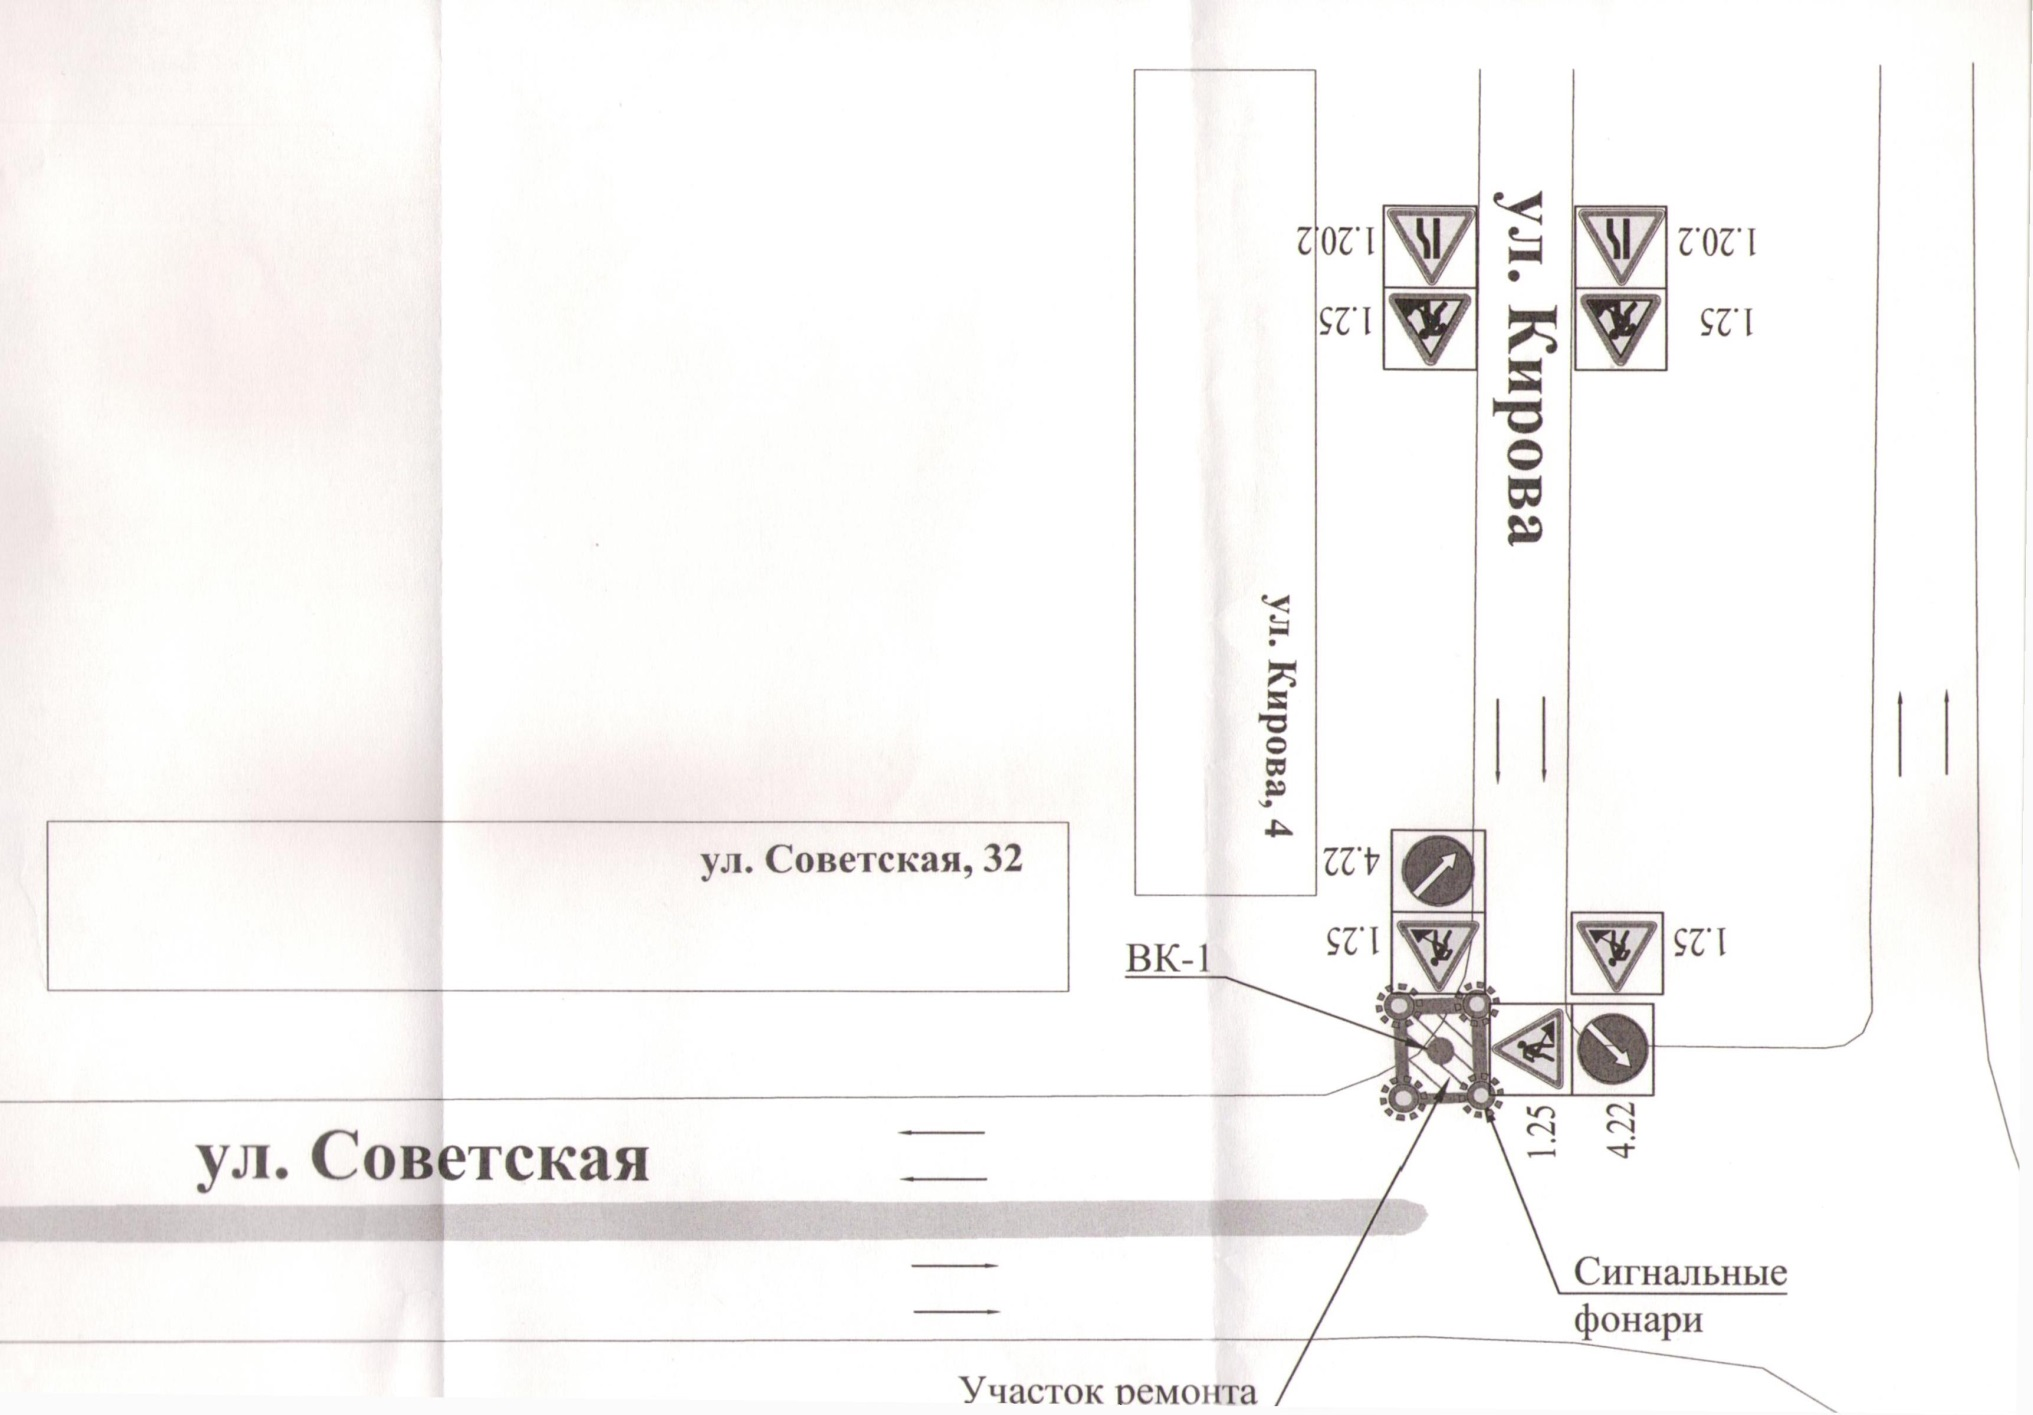 1.20.2
1.20.2
1.25
1.25
ул. Кирова
ул. Кирова, 4
ул. Советская, 32
4.22
1.25
1.25
ВК-1
1.25
4.22
ул. Советская
Сигнальные
фонари
Участок ремонта